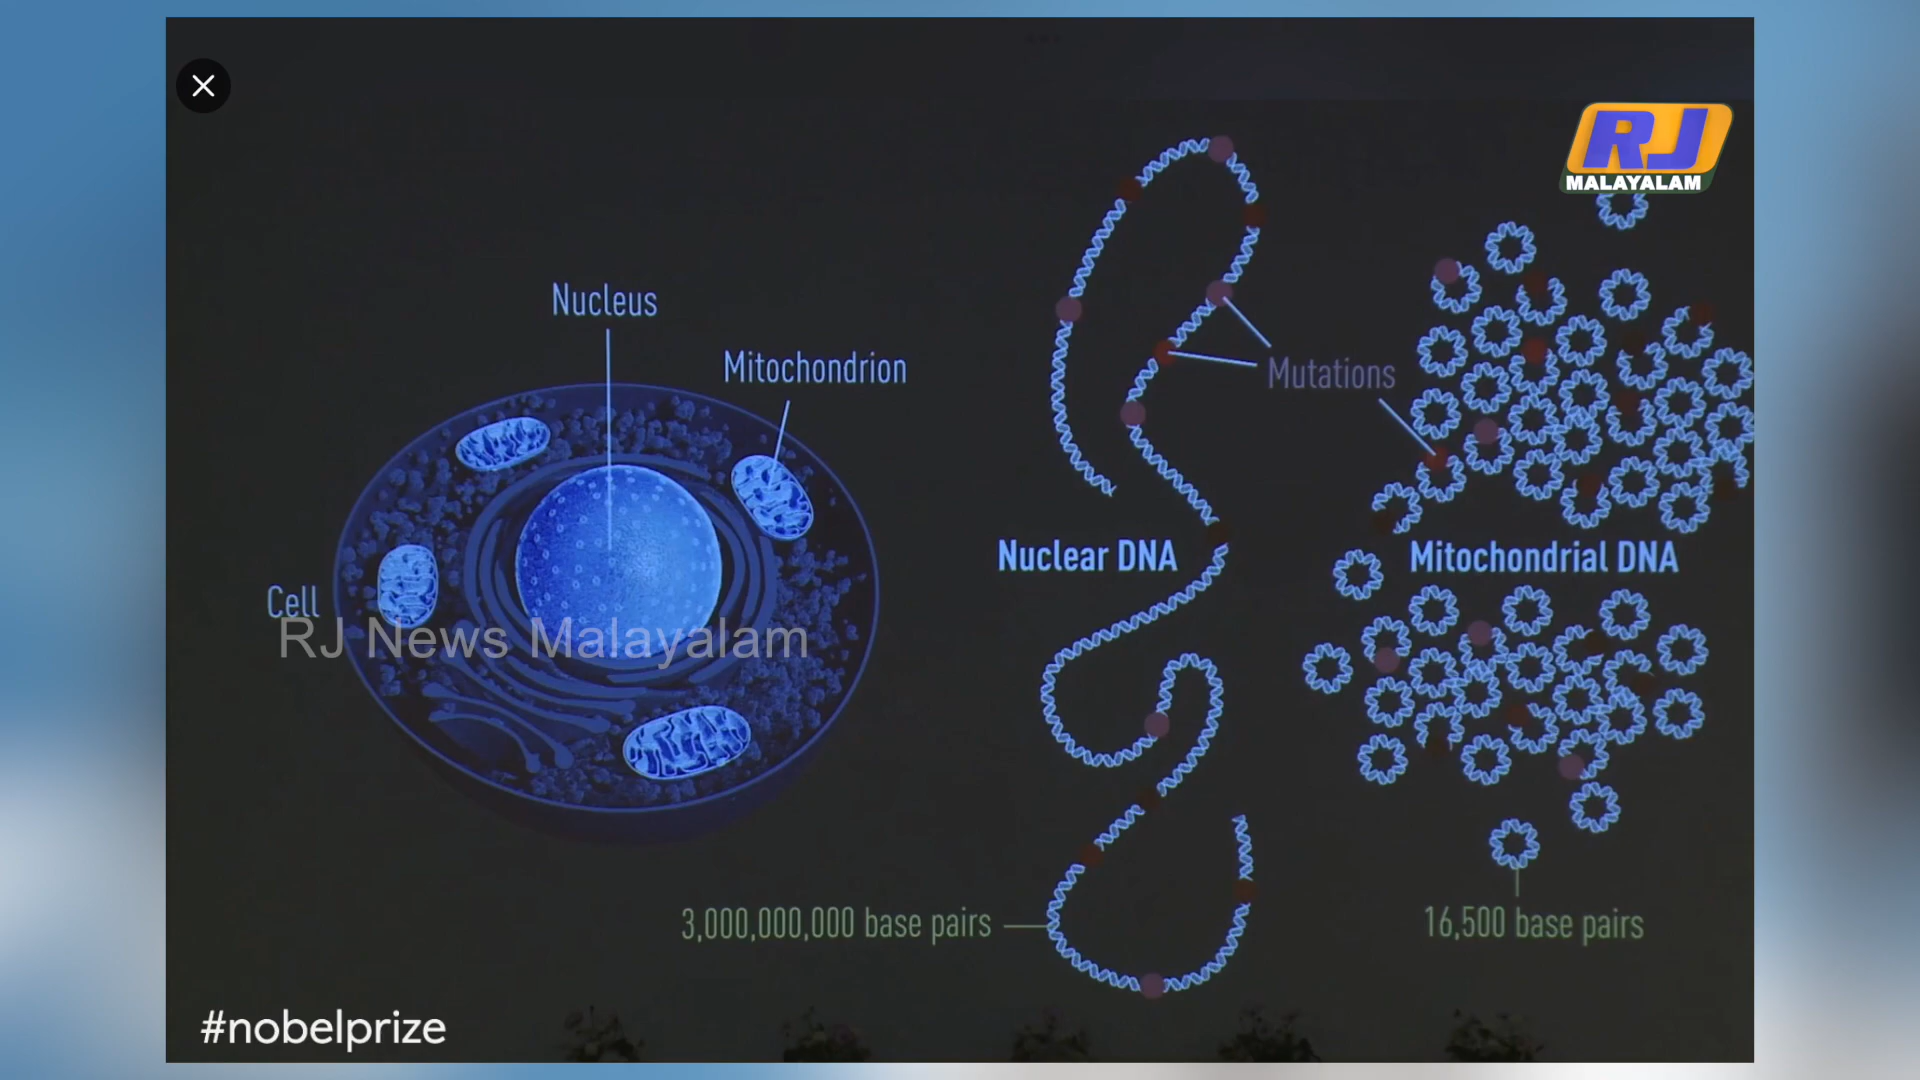 RJ
MALAYALAM
Nucleus
Mitochondrion
Mutations
Nuclear DNA
Mitochondrial DNA
Cell
RJ News Malayalam
3,000,000,000 base pairs
16,500 base pairs
#nobelprize